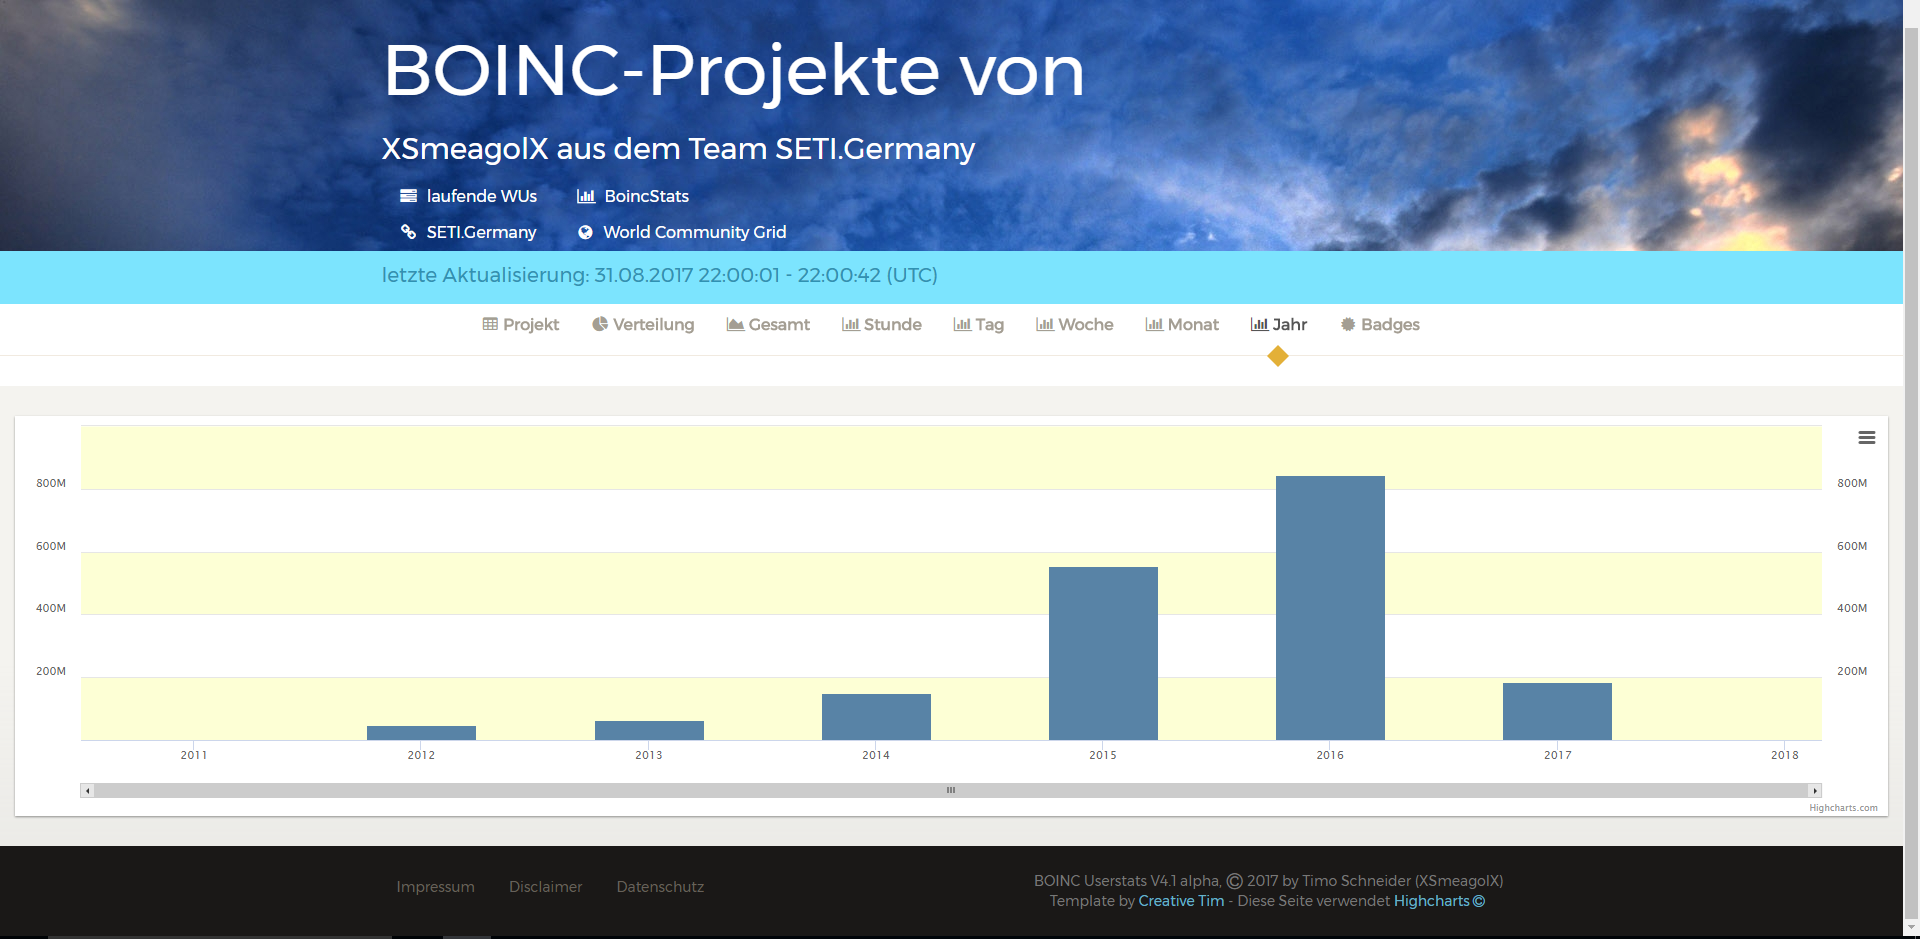 BOINC-Projekte von
XSmeagolX aus dem Team SETI.Germany
laufende WUs BoincStats
SETI.Germany World Community Grid
letzte Aktualisierung: 31.08.2017 22:00:01 - 22:00:42 (UTC)
Projekt Verteilung Gesamt Stunde Tag Woche Monat Jahr Badges
800M 800M
600M 600M
400M 400M
200M 200M
2011 2012 2013 2014 2015 2016 2017 2018
Highcharts.com
Impressum Disclaimer Datenschutz
BOINC Userstats V4.1 alpha, © 2017 by Timo Schneider (XSmeagolX)
Template by Creative Tim - Diese Seite verwendet Highcharts ©